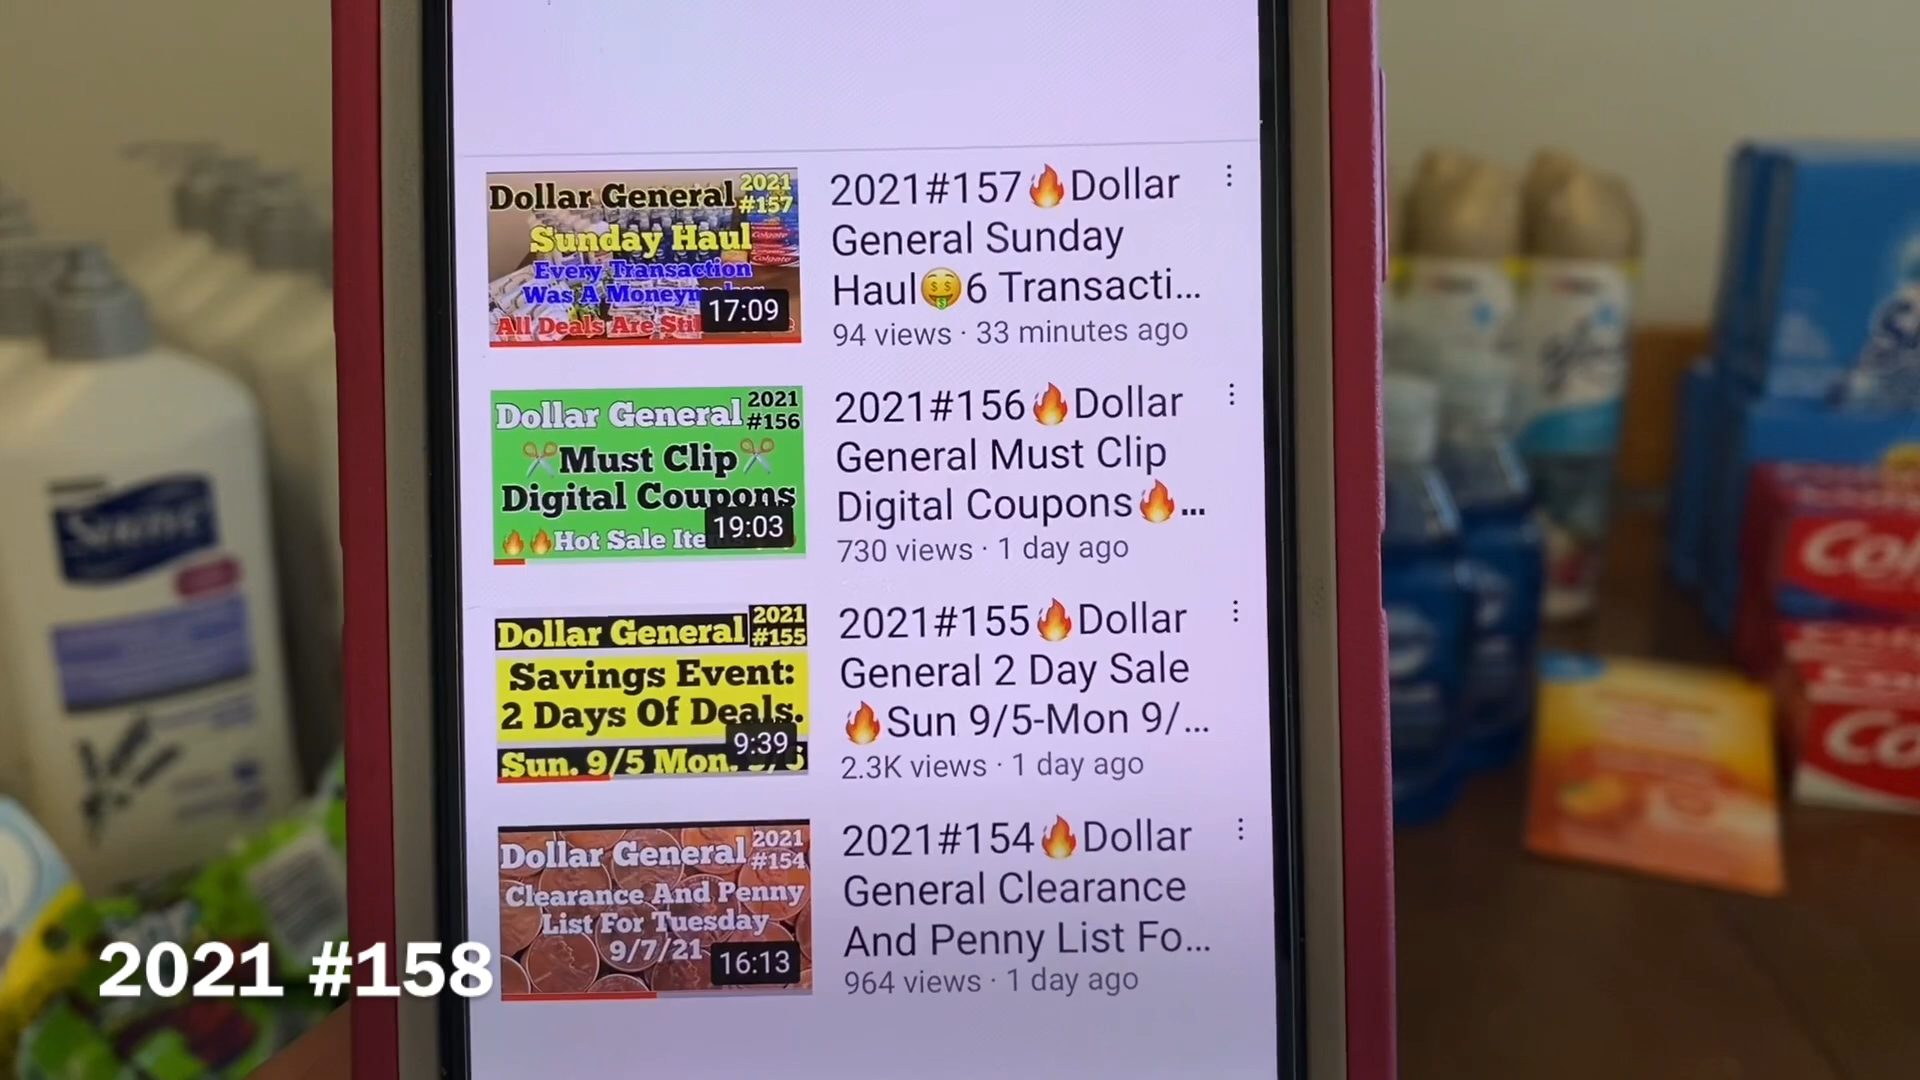 Dollar General 2021
#157
Sunday Haul
Every Transaction
Was A Moneym
All Deals Are Sti
17:09
2021#157🔥Dollar
General Sunday
Haul🤑6 Transacti...
94 views · 33 minutes ago
Dollar General 2021
#156
✂Must Clip✂
Digital Coupons
🔥🔥Hot Sale Ite
19:03
2021#156🔥Dollar
General Must Clip
Digital Coupons🔥...
730 views · 1 day ago
Dollar General 2021
#155
Savings Event:
2 Days Of Deals.
Sun. 9/5 Mon.
9:39
2021#155🔥Dollar
General 2 Day Sale
🔥Sun 9/5-Mon 9/...
2.3K views · 1 day ago
Dollar General 2021
#154
Clearance And Penny
List For Tuesday
9/7/21
16:13
2021#154🔥Dollar
General Clearance
And Penny List Fo...
964 views · 1 day ago
2021 #158
Suave
Col
Co